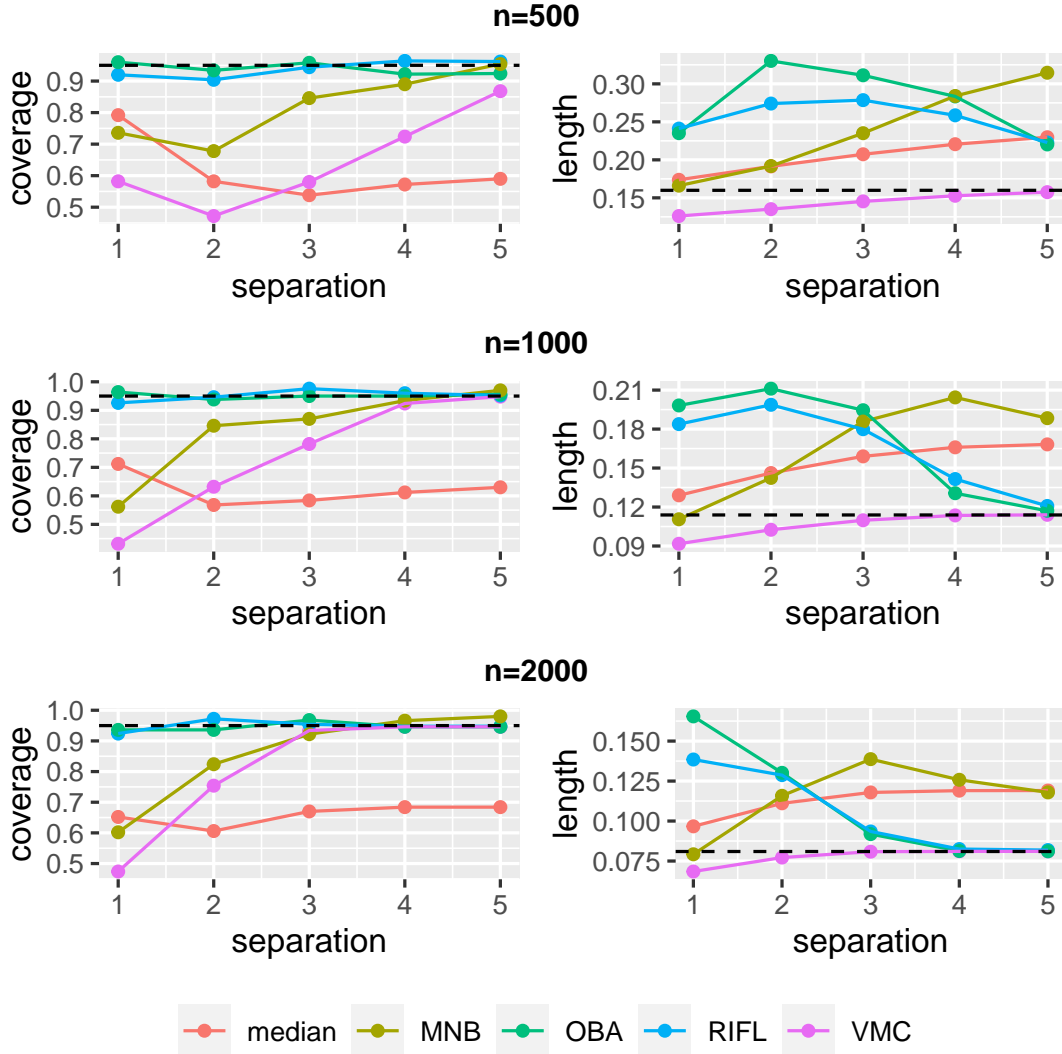 n=500
coverage
0.9
0.8
0.7
0.6
0.5
1 2 3 4 5
separation
length
0.30
0.25
0.20
0.15
1 2 3 4 5
separation
n=1000
coverage
1.0
0.9
0.8
0.7
0.6
0.5
1 2 3 4 5
separation
length
0.21
0.18
0.15
0.12
0.09
1 2 3 4 5
separation
n=2000
coverage
1.0
0.9
0.8
0.7
0.6
0.5
1 2 3 4 5
separation
length
0.150
0.125
0.100
0.075
1 2 3 4 5
separation
median MNB OBA RIFL VMC